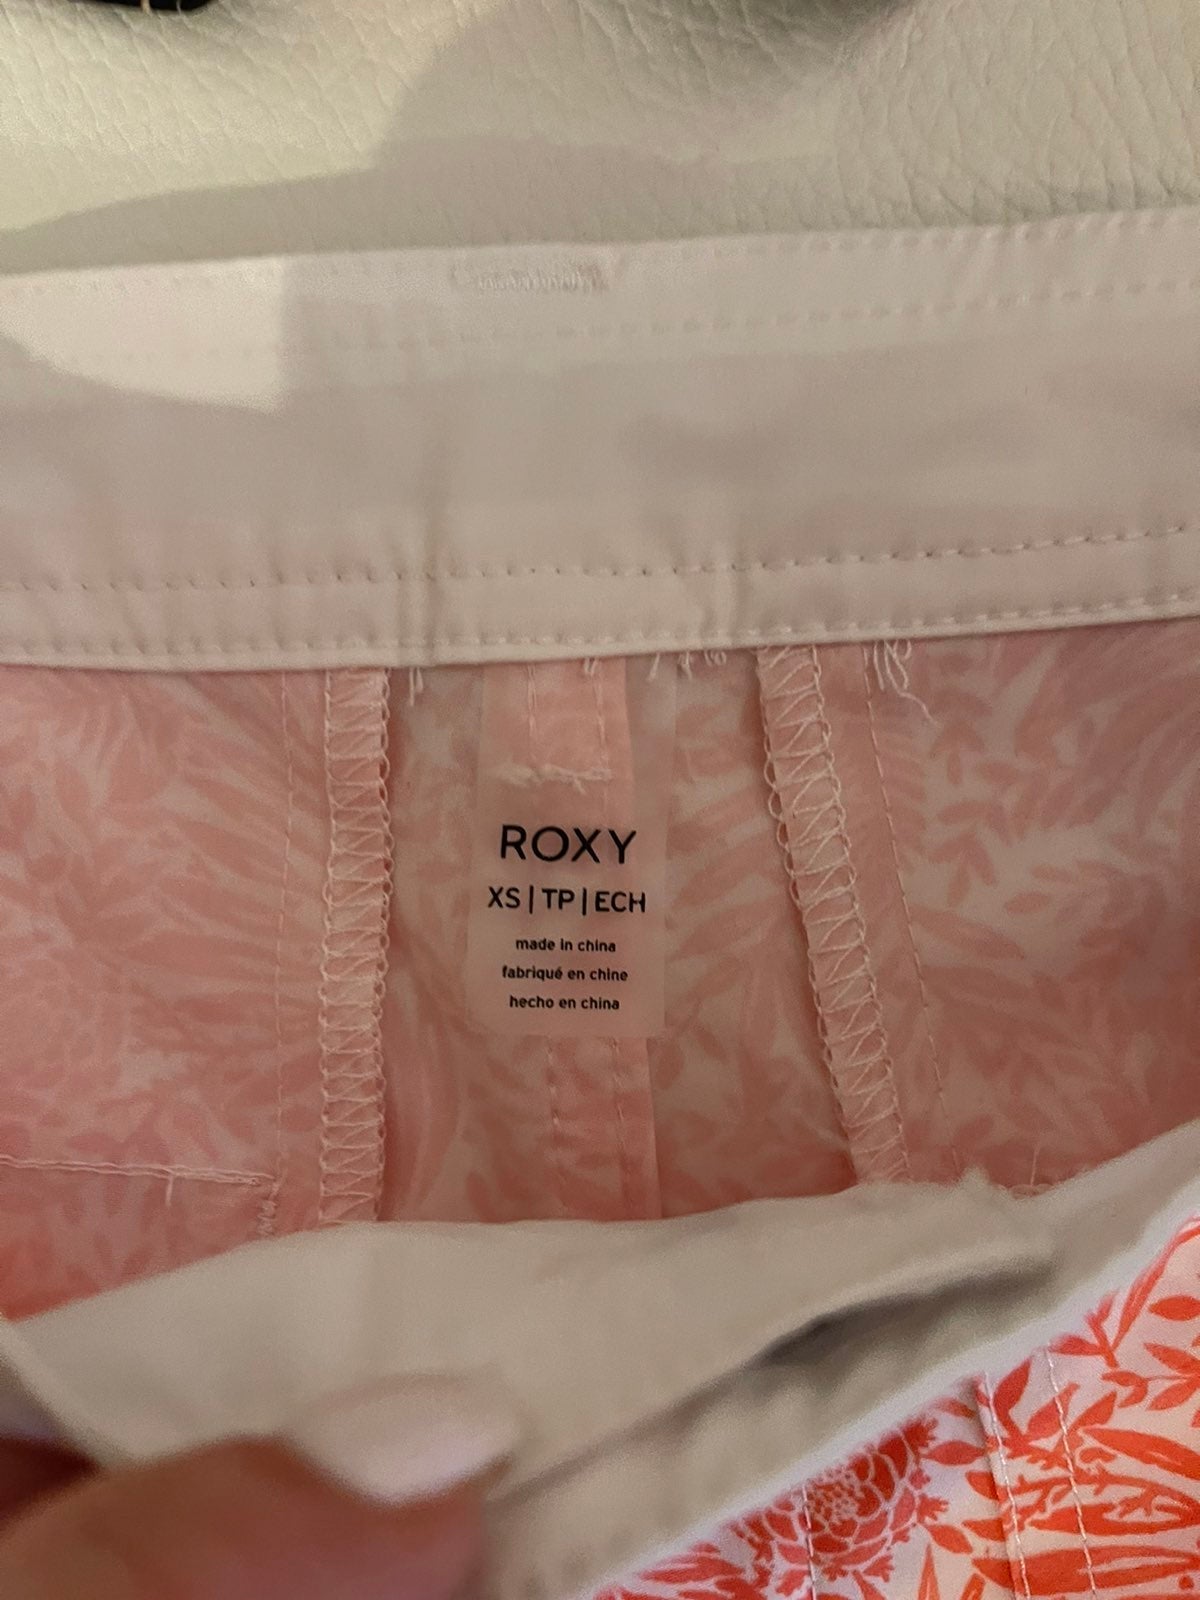 ROXY
XS | TP | ECH
made in china
fabriqué en chine
hecho en china